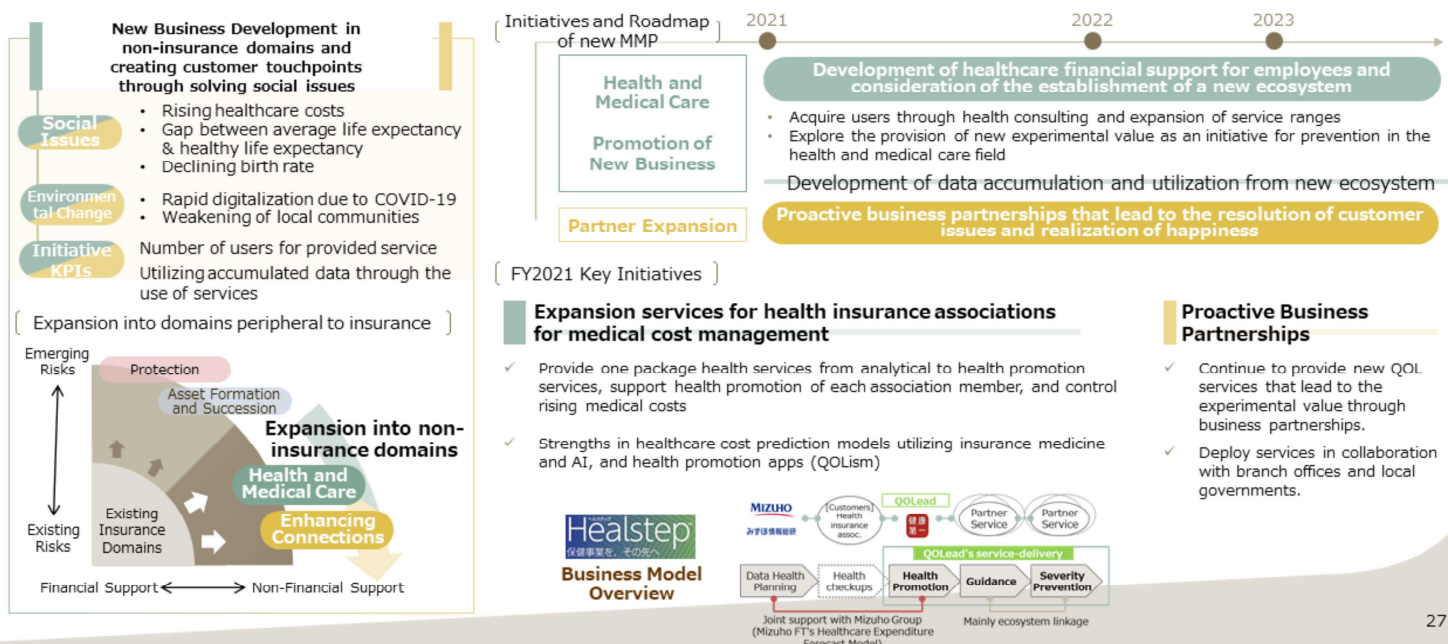 New Business Development in
non-insurance domains and
creating customer touchpoints
through solving social issues
Social
Issues
• Rising healthcare costs
• Gap between average life expectancy
& healthy life expectancy
• Declining birth rate
Environmen
tal Change
• Rapid digitalization due to COVID-19
• Weakening of local communities
Initiative
KPIs
Number of users for provided service
Utilizing accumulated data through the
use of services
Expansion into domains peripheral to insurance
Emerging
Risks
Protection
Asset Formation
and Succession
Expansion into non-
insurance domains
Health and
Medical Care
Enhancing
Connections
Existing
Insurance
Domains
Existing
Risks
Financial Support
Non-Financial Support
Initiatives and Roadmap
of new MMP
2021
2022
2023
Health and
Medical Care
Promotion of
New Business
Development of healthcare financial support for employees and
consideration of the establishment of a new ecosystem
• Acquire users through health consulting and expansion of service ranges
• Explore the provision of new experimental value as an initiative for prevention in the
health and medical care field
Development of data accumulation and utilization from new ecosystem
Partner Expansion
Proactive business partnerships that lead to the resolution of customer
issues and realization of happiness
FY2021 Key Initiatives
Expansion services for health insurance associations
for medical cost management
✓ Provide one package health services from analytical to health promotion
services, support health promotion of each association member, and control
rising medical costs
✓ Strengths in healthcare cost prediction models utilizing insurance medicine
and AI, and health promotion apps (QOLism)
Healstep
保健事業を、その先へ
Business Model
Overview
MIZUHO
みずほ情報総研
[Customers]
Health
insurance
assoc.
QOLead
健康
第一
Partner
Service
Partner
Service
QOLead's service-delivery
Data Health
Planning
Health
checkups
Health
Promotion
Guidance
Severity
Prevention
Joint support with Mizuho Group
(Mizuho FT's Healthcare Expenditure
Forecast Model)
Mainly ecosystem linkage
Proactive Business
Partnerships
✓ Continue to provide new QOL
services that lead to the
experimental value through
business partnerships.
✓ Deploy services in collaboration
with branch offices and local
governments.
27